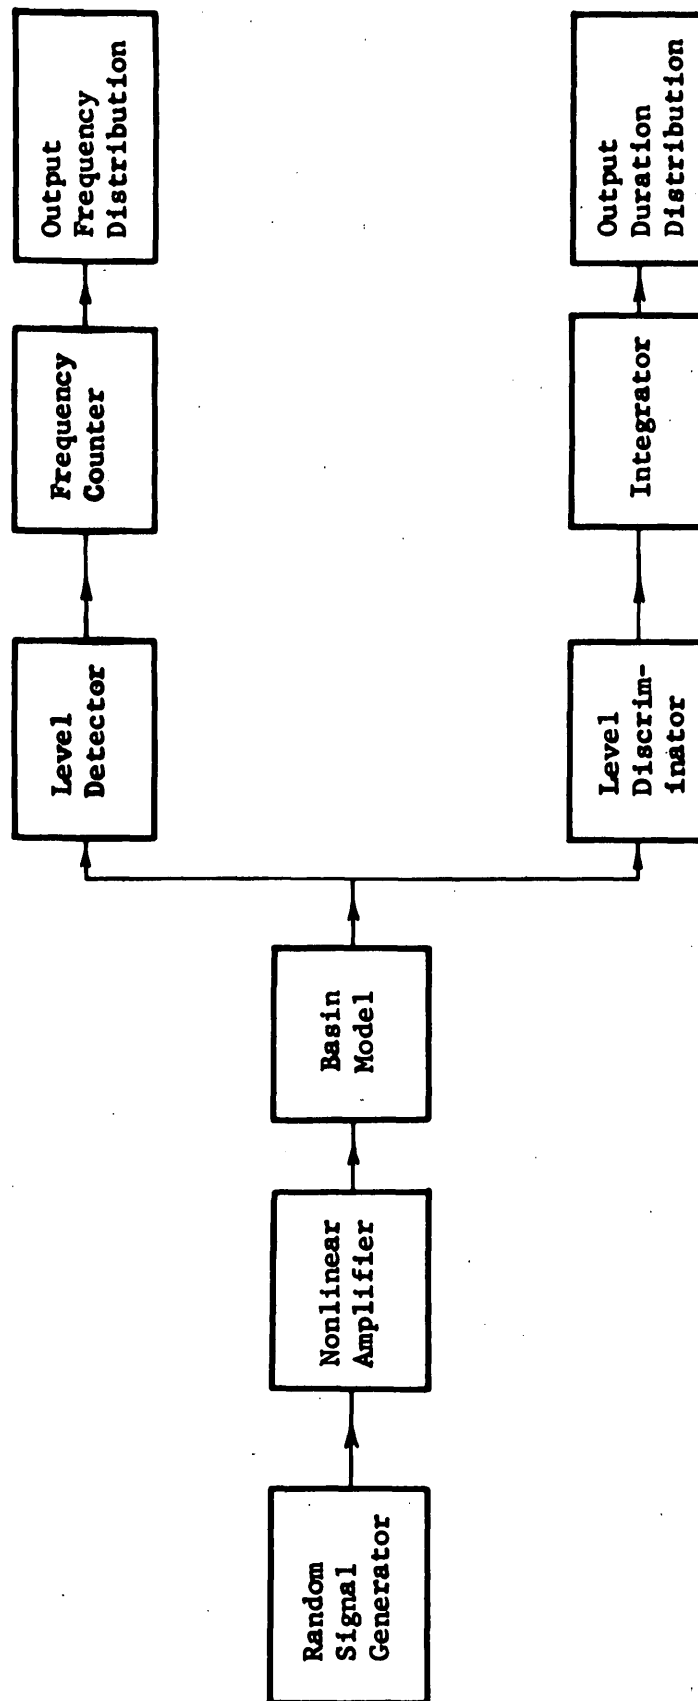 Random
Signal
Generator
Nonlinear
Amplifier
Basin
Model
Level
Detector
Frequency
Counter
Output
Frequency
Distribution
Level
Discrim-
inator
Integrator
Output
Duration
Distribution